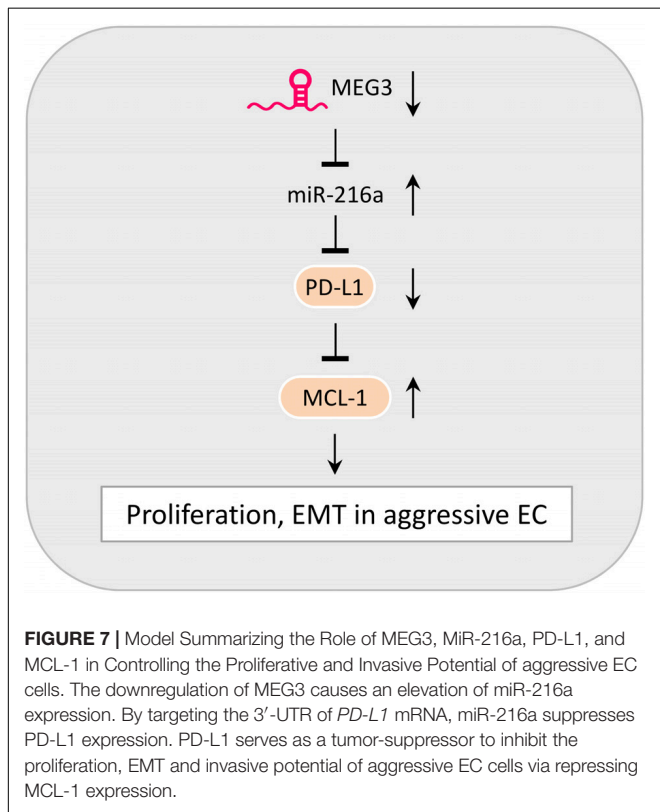 MEG3
miR-216a
PD-L1
MCL-1
Proliferation, EMT in aggressive EC
FIGURE 7 | Model Summarizing the Role of MEG3, MiR-216a, PD-L1, and
MCL-1 in Controlling the Proliferative and Invasive Potential of aggressive EC
cells. The downregulation of MEG3 causes an elevation of miR-216a
expression. By targeting the 3′-UTR of PD-L1 mRNA, miR-216a suppresses
PD-L1 expression. PD-L1 serves as a tumor-suppressor to inhibit the
proliferation, EMT and invasive potential of aggressive EC cells via repressing
MCL-1 expression.